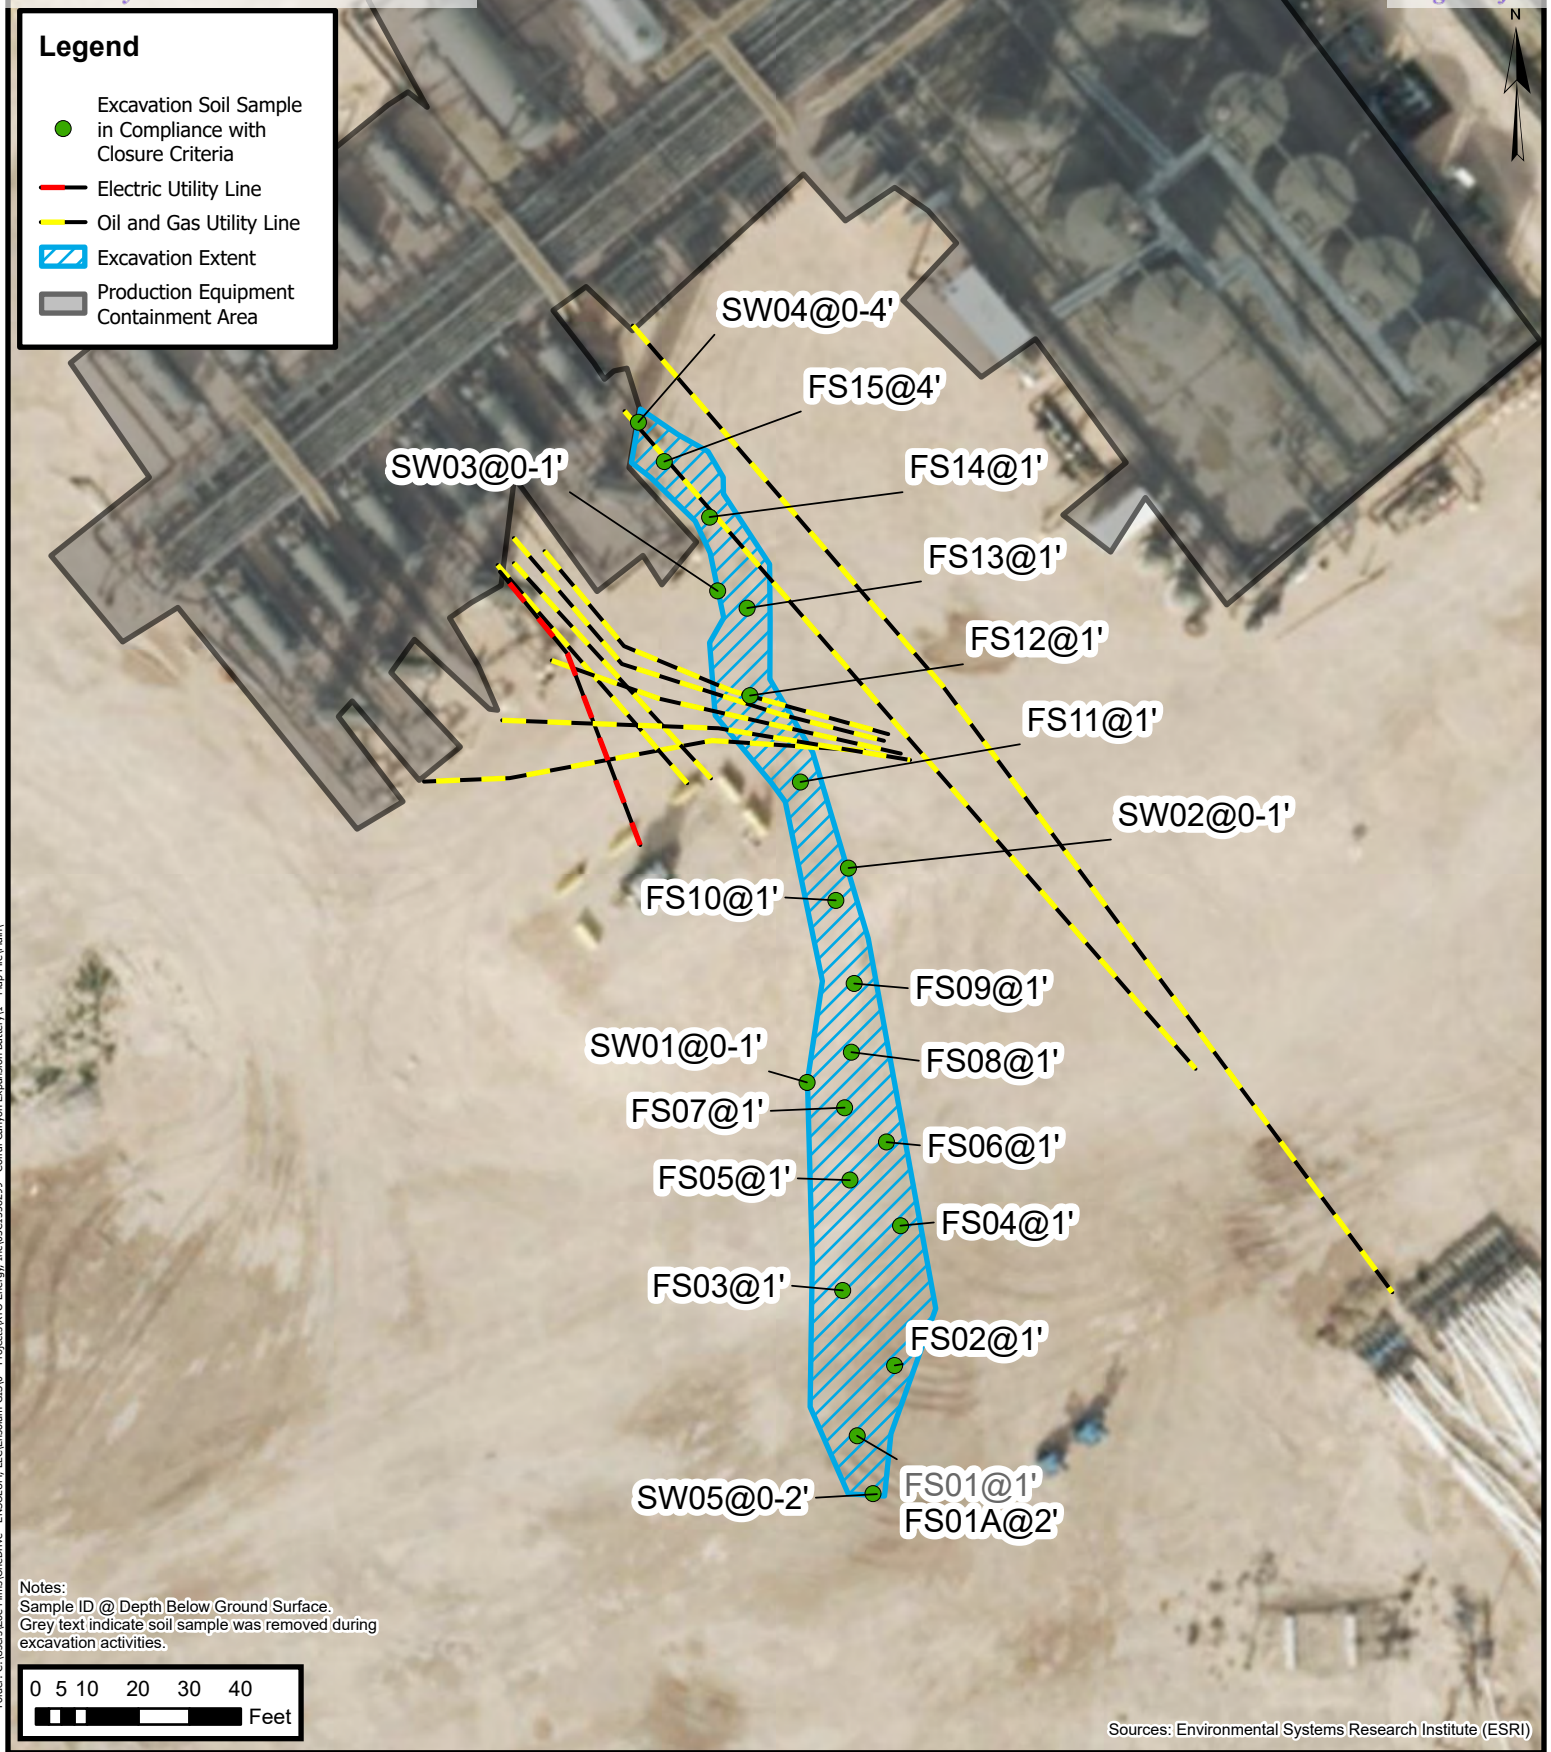 Legend
Excavation Soil Sample
in Compliance with
Closure Criteria
Electric Utility Line
Oil and Gas Utility Line
Excavation Extent
Production Equipment
Containment Area
N
SW04@0-4'
FS15@4'
SW03@0-1'
FS14@1'
FS13@1'
FS12@1'
FS11@1'
SW02@0-1'
FS10@1'
FS09@1'
SW01@0-1'
FS08@1'
FS07@1'
FS06@1'
FS05@1'
FS04@1'
FS03@1'
FS02@1'
FS01@1'
SW05@0-2'
FS01A@2'
Notes:
Sample ID @ Depth Below Ground Surface.
Grey text indicate soil sample was removed during
excavation activities.
0 5 10 20 30 40
Feet
Sources: Environmental Systems Research Institute (ESRI)